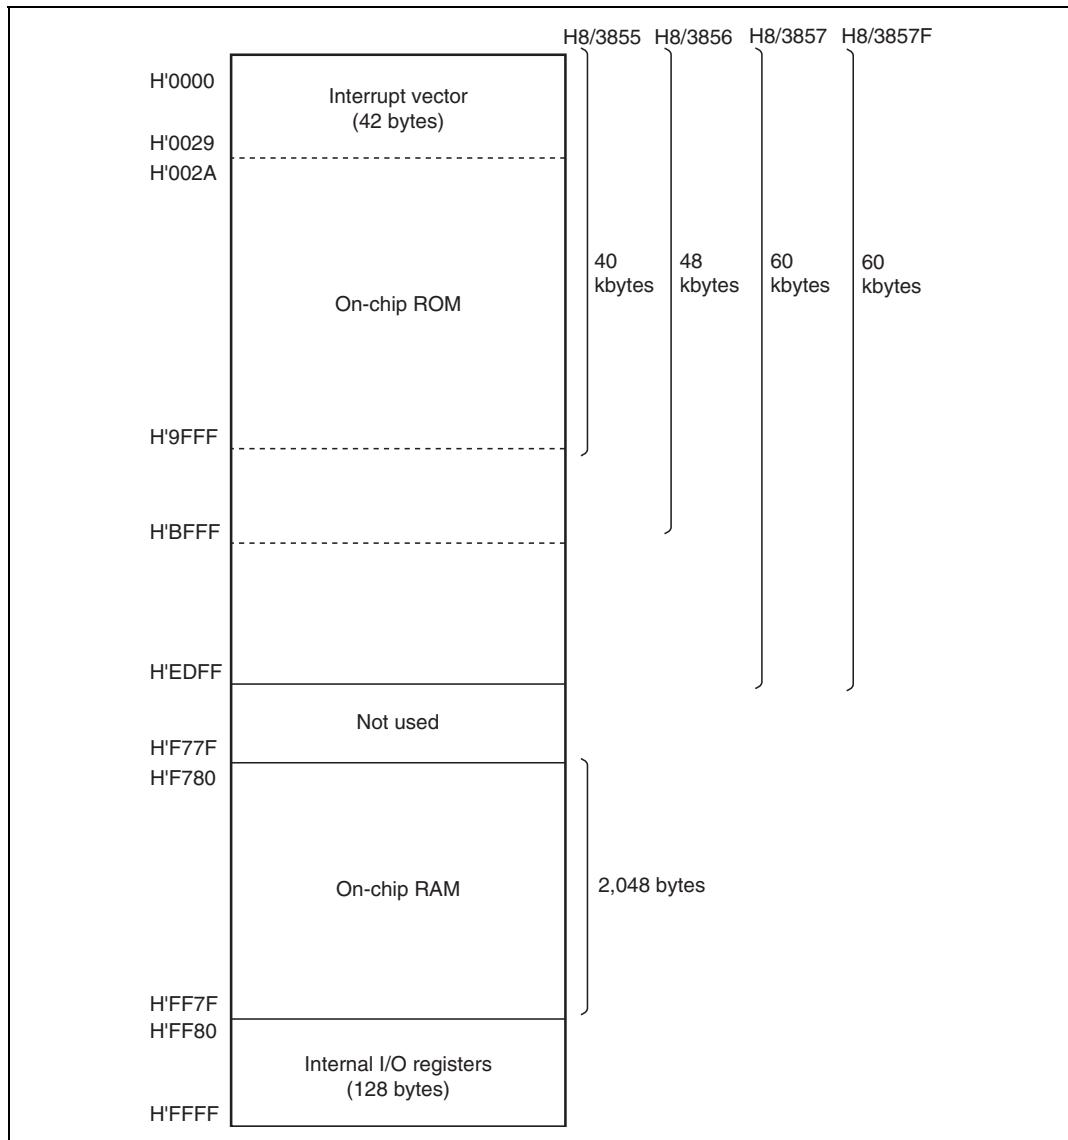 H8/3855 H8/3856 H8/3857 H8/3857F
H'0000
Interrupt vector
(42 bytes)
H'0029
H'002A
40
kbytes
48
kbytes
60
kbytes
60
kbytes
On-chip ROM
H'9FFF
H'BFFF
H'EDFF
Not used
H'F77F
H'F780
On-chip RAM
2,048 bytes
H'FF7F
H'FF80
Internal I/O registers
(128 bytes)
H'FFFF